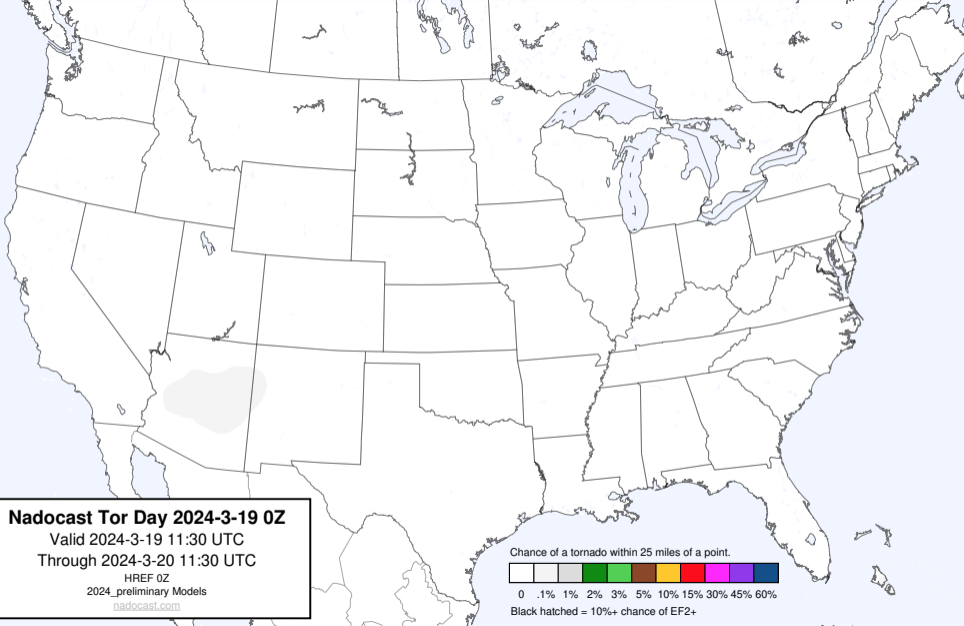 Nadocast Tor Day 2024-3-19 0Z
Valid 2024-3-19 11:30 UTC
Through 2024-3-20 11:30 UTC
HREF 0Z
2024_preliminary Models
nadocast.com
Chance of a tornado within 25 miles of a point.
0 .1% 1% 2% 3% 5% 10% 15% 30% 45% 60%
Black hatched = 10%+ chance of EF2+